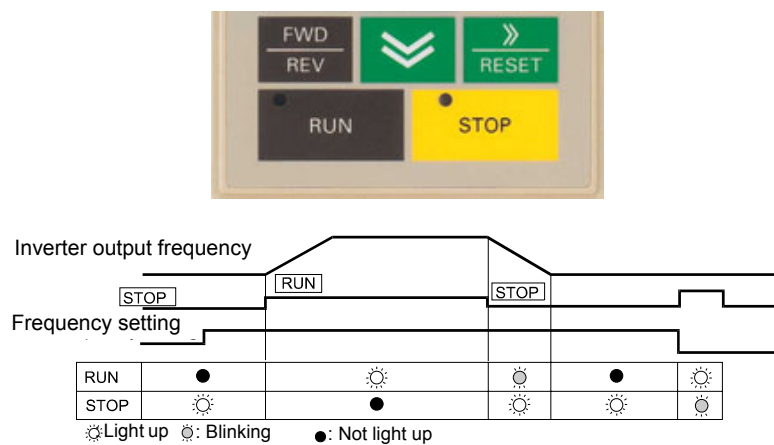 FWD
REV
RESET
RUN
STOP
Inverter output frequency
RUN
STOP
STOP
Frequency setting
RUN
STOP
Light up : Blinking : Not light up